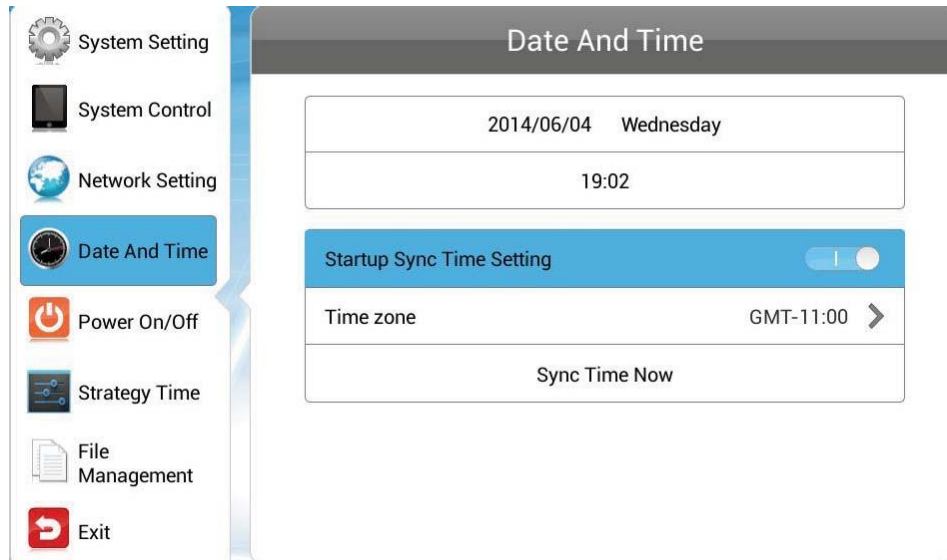 System Setting
System Control
Network Setting
Date And Time
Power On/Off
Strategy Time
File
Management
Exit
Date And Time
2014/06/04 Wednesday
19:02
Startup Sync Time Setting
Time zone GMT-11:00
Sync Time Now